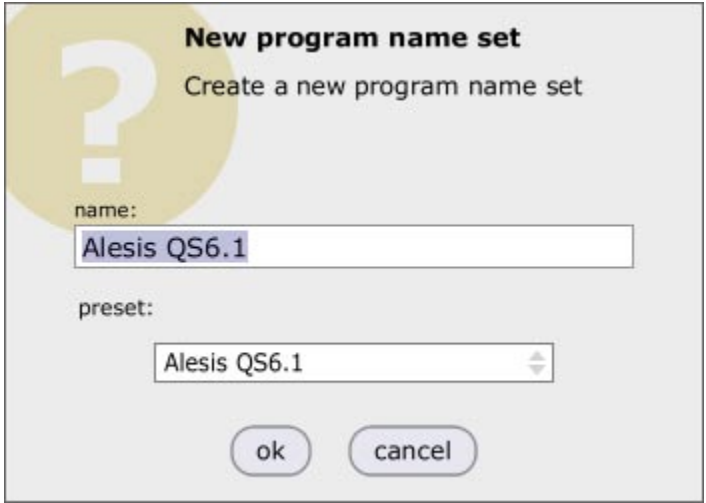 ?
New program name set
Create a new program name set
name:
Alesis QS6.1
preset:
Alesis QS6.1
ok cancel